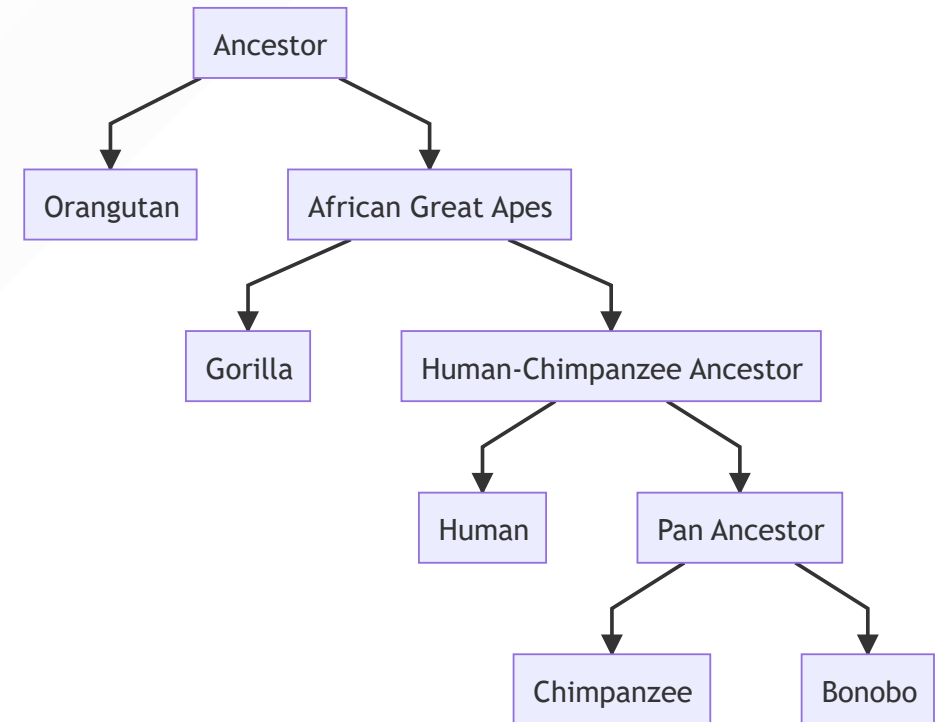 Ancestor
Orangutan
African Great Apes
Gorilla
Human-Chimpanzee Ancestor
Human
Pan Ancestor
Chimpanzee
Bonobo